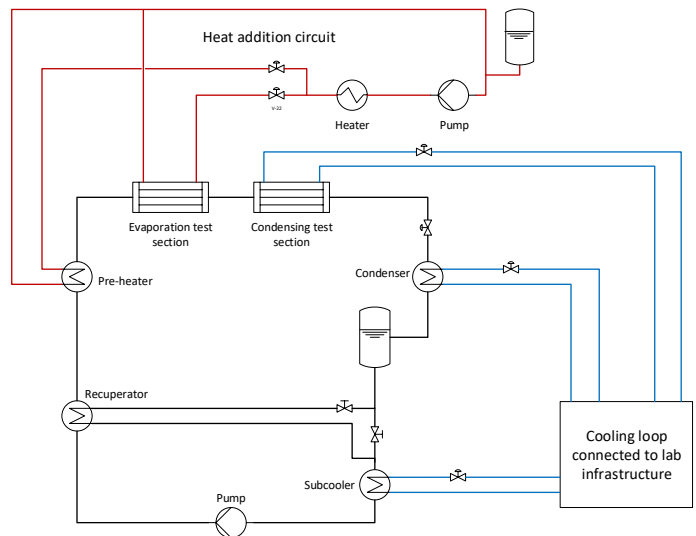 Heat addition circuit
V-22
Heater
Pump
Evaporation test
section
Condensing test
section
Pre-heater
Condenser
Recuperator
Cooling loop
connected to lab
infrastructure
Subcooler
Pump